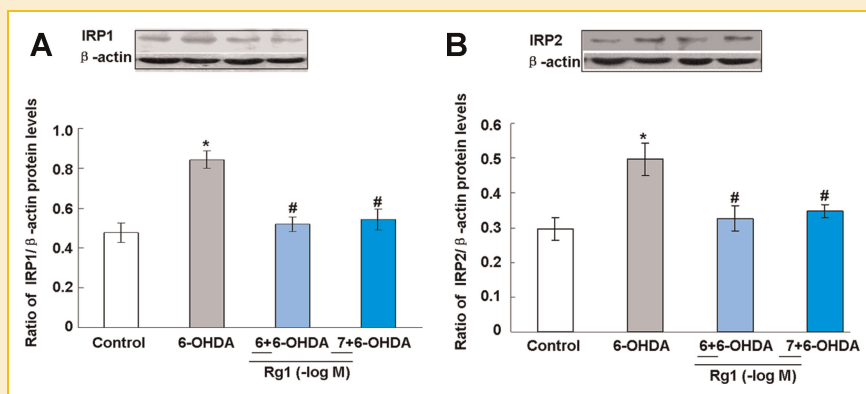 A
IRP1
β-actin
Ratio of IRP1/β-actin protein levels
1.0
0.8
0.6
0.4
0.2
0
*
#
#
Control 6-OHDA 6+6-OHDA 7+6-OHDA
Rg1 (-log M)
B
IRP2
β-actin
Ratio of IRP2/β-actin protein levels
0.6
0.5
0.4
0.3
0.2
0.1
0
*
#
#
Control 6-OHDA 6+6-OHDA 7+6-OHDA
Rg1 (-log M)